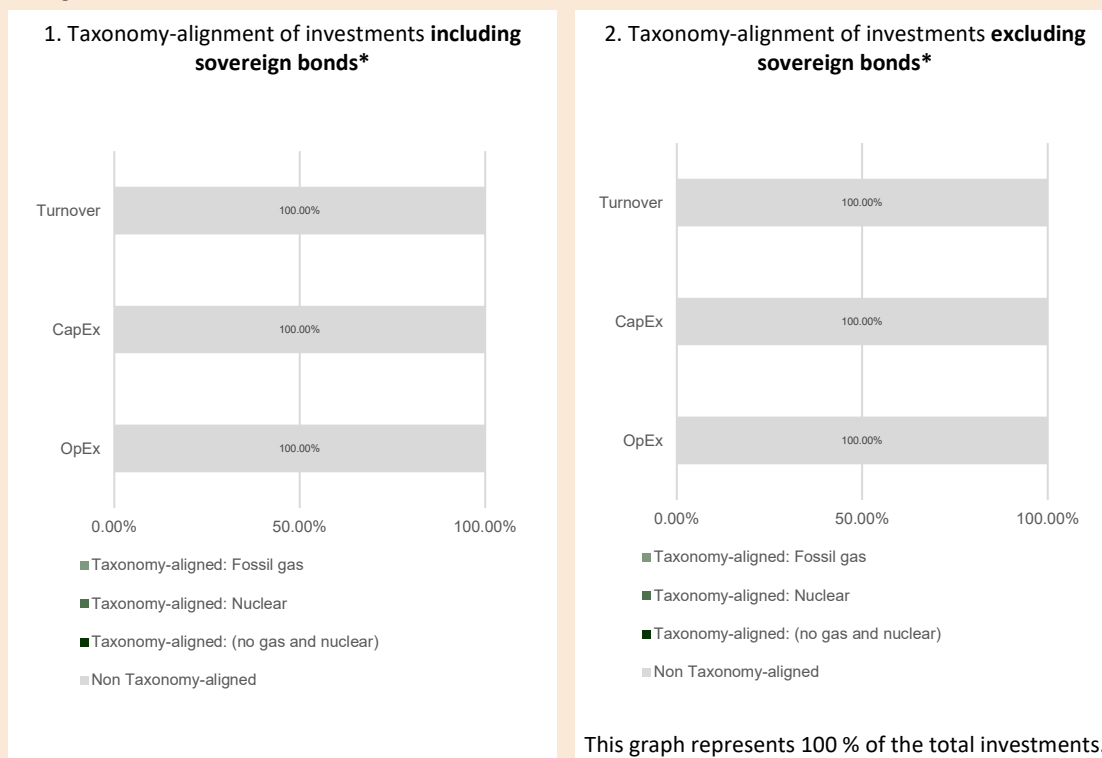 1. Taxonomy-alignment of investments including
sovereign bonds*
Turnover
100.00%
CapEx
100.00%
OpEx
100.00%
0.00%
50.00%
100.00%
Taxonomy-aligned: Fossil gas
Taxonomy-aligned: Nuclear
Taxonomy-aligned: (no gas and nuclear)
Non Taxonomy-aligned
2. Taxonomy-alignment of investments excluding
sovereign bonds*
Turnover
100.00%
CapEx
100.00%
OpEx
100.00%
0.00%
50.00%
100.00%
Taxonomy-aligned: Fossil gas
Taxonomy-aligned: Nuclear
Taxonomy-aligned: (no gas and nuclear)
Non Taxonomy-aligned
This graph represents 100 % of the total investments.